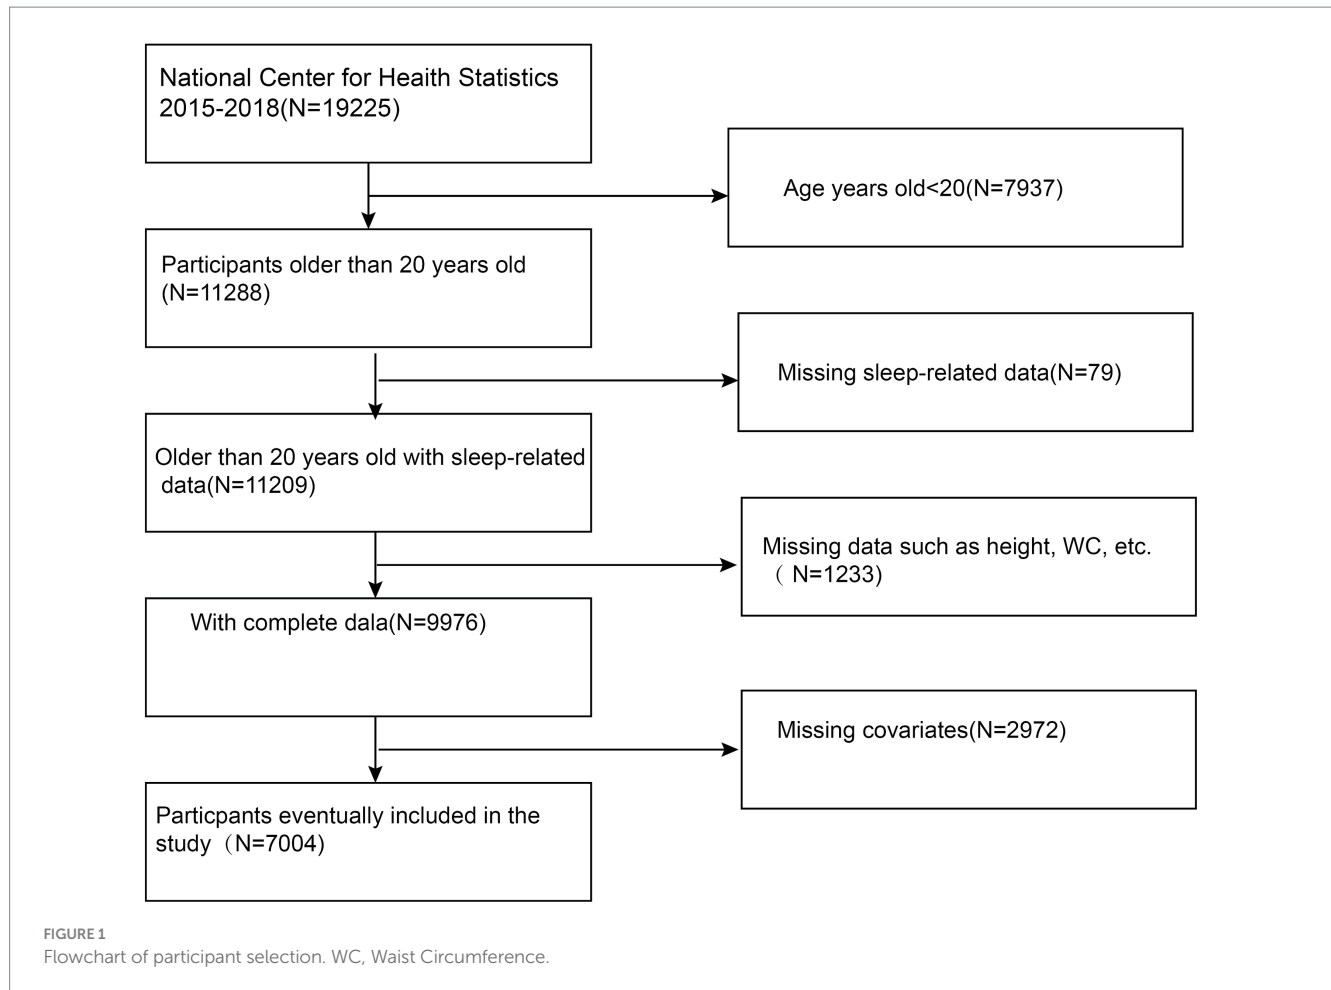 National Center for Heaith Statistics
2015-2018(N=19225)
Age years old<20(N=7937)
Participants older than 20 years old
(N=11288)
Missing sleep-related data(N=79)
Older than 20 years old with sleep-related
data(N=11209)
Missing data such as height, WC, etc.
（ N=1233)
With complete dala(N=9976)
Missing covariates(N=2972)
Particpants eventually included in the
study（N=7004)
FIGURE 1
Flowchart of participant selection. WC, Waist Circumference.